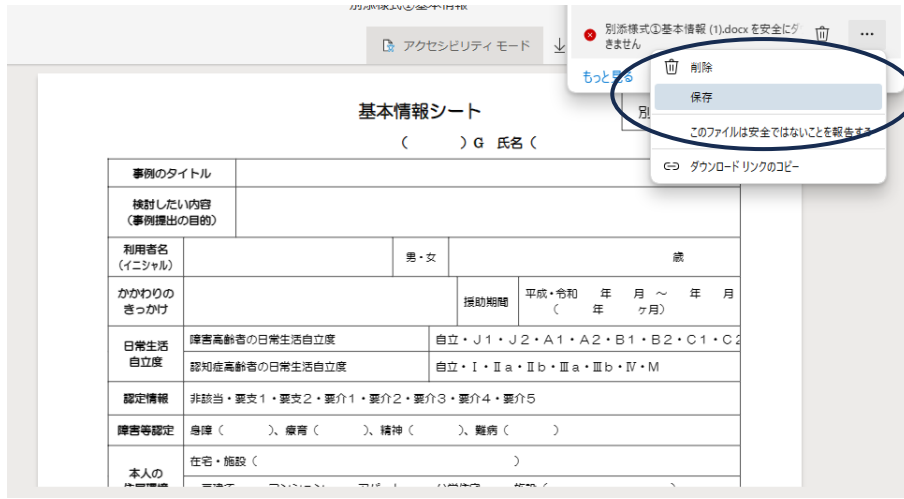 別添様式①基本情報
アクセシビリティ モード
別添様式①基本情報 (1).docx を安全にダ
きません
もっと見る
削除
保存
このファイルは安全ではないことを報告する
ダウンロード リンクのコピー
基本情報シート
別
（　　　）G 氏名（
事例のタイトル
検討したい内容
（事例提出の目的）
利用者名
（イニシャル）
男・女
歳
かかわりの
きっかけ
援助期間
平成・令和　年　月 ～　年　月
（　　年　　ヶ月）
日常生活
自立度
障害高齢者の日常生活自立度
自立・J１・J２・A１・A２・B１・B２・C１・C２
認知症高齢者の日常生活自立度
自立・Ⅰ・Ⅱa・Ⅱb・Ⅲa・Ⅲb・Ⅳ・M
認定情報
非該当・要支１・要支２・要介１・要介２・要介３・要介４・要介５
障害等認定
身障（　　　）、療育（　　　）、精神（　　　）、難病（　　　）
本人の
在宅・施設（　　　　　　　　　　）